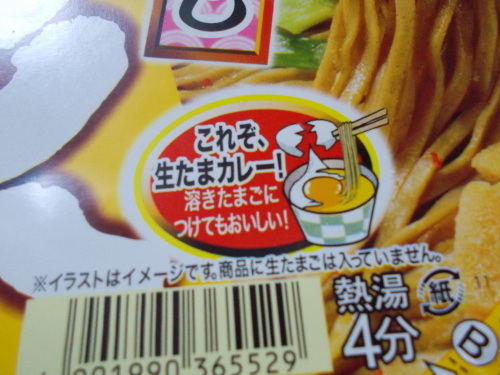 これぞ、
生たまカレー!
溶きたまごに
つけてもおいしい!
※イラストはイメージです。商品に生たまごは入っていません。
熱湯
4分
紙
B
901990 365529